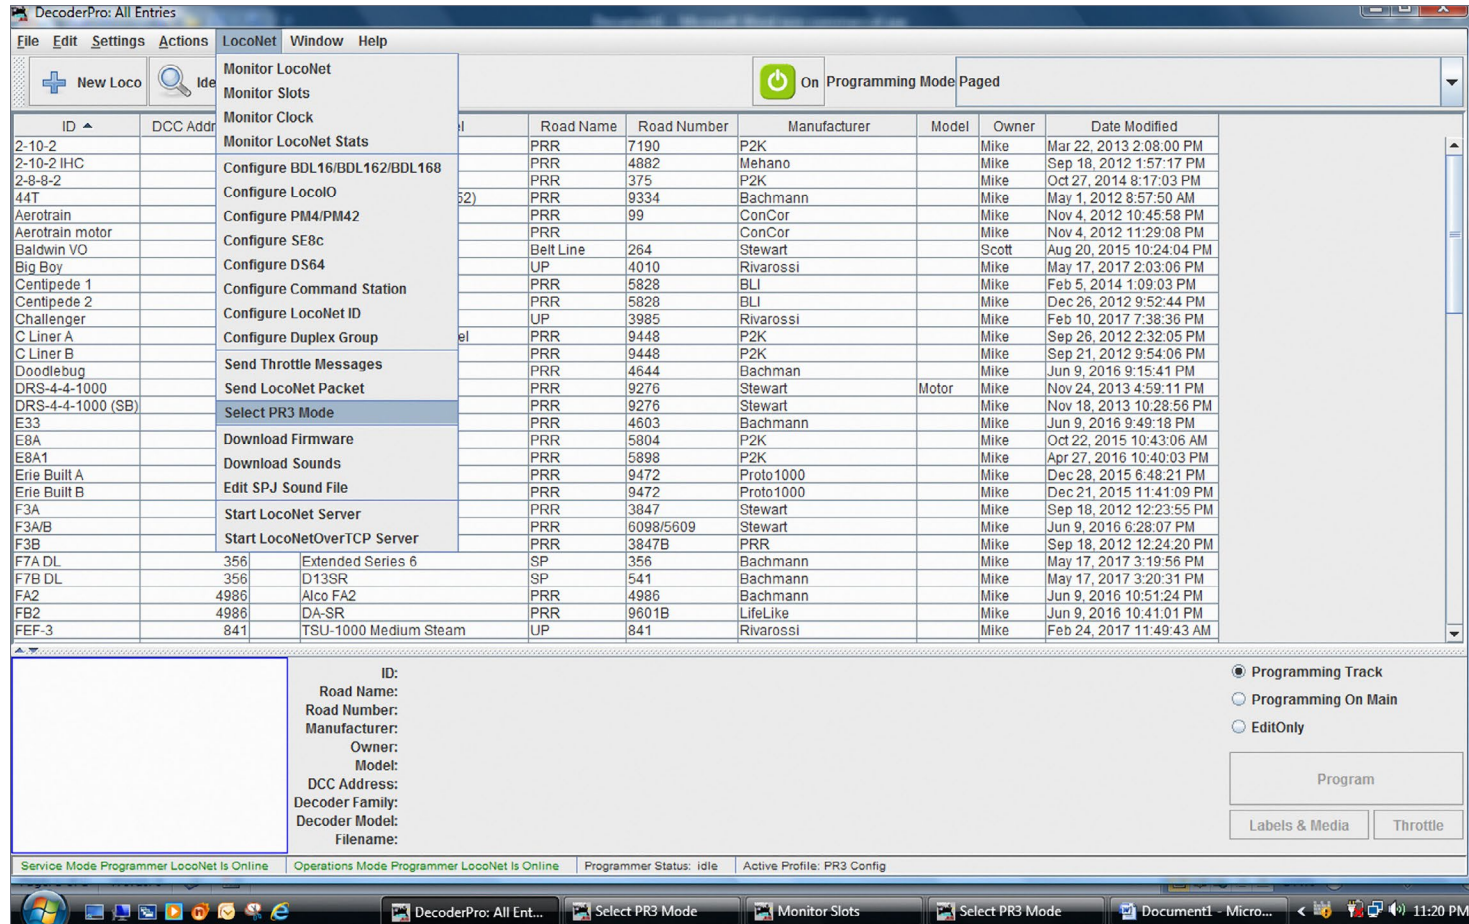 DecoderPro: All Entries
File Edit Settings Actions LocoNet Window Help
New Loco Ide On Programming Mode Paged
Monitor LocoNet
Monitor Slots
Monitor Clock
Monitor LocoNet Stats
Configure BDL16/BDL162/BDL168
Configure LocoIO
Configure PM4/PM42
Configure SE8c
Configure DS64
Configure Command Station
Configure LocoNet ID
Configure Duplex Group
Send Throttle Messages
Send LocoNet Packet
Select PR3 Mode
Download Firmware
Download Sounds
Edit SPJ Sound File
Start LocoNet Server
Start LocoNetOverTCP Server
ID DCC Addr Road Name Road Number Manufacturer Model Owner Date Modified
2-10-2 PRR 7190 P2K Mike Mar 22, 2013 2:08:00 PM
2-10-2 IHC PRR 4882 Mehano Mike Sep 18, 2012 1:57:17 PM
2-8-8-2 PRR 375 P2K Mike Oct 27, 2014 8:17:03 PM
44T 52) PRR 9334 Bachmann Mike May 1, 2012 8:57:50 AM
Aerotrain PRR 99 ConCor Mike Nov 4, 2012 10:45:58 PM
Aerotrain motor PRR ConCor Mike Nov 4, 2012 11:29:08 PM
Baldwin VO Belt Line 264 Stewart Scott Aug 20, 2015 10:24:04 PM
Big Boy UP 4010 Rivarossi Mike May 17, 2017 2:03:06 PM
Centipede 1 PRR 5828 BLI Mike Feb 5, 2014 1:09:03 PM
Centipede 2 PRR 5828 BLI Mike Dec 26, 2012 9:52:44 PM
Challenger UP 3985 Rivarossi Mike Feb 10, 2017 7:38:36 PM
C Liner A el PRR 9448 P2K Mike Sep 26, 2012 2:32:05 PM
C Liner B PRR 9448 P2K Mike Sep 21, 2012 9:54:06 PM
Doodlebug PRR 4644 Bachman Mike Jun 9, 2016 9:15:41 PM
DRS-4-4-1000 PRR 9276 Stewart Motor Mike Nov 24, 2013 4:59:11 PM
DRS-4-4-1000 (SB) PRR 9276 Stewart Mike Nov 18, 2013 10:28:56 PM
E33 PRR 4603 Bachmann Mike Jun 9, 2016 9:49:18 PM
E8A PRR 5804 P2K Mike Oct 22, 2015 10:43:06 AM
E8A1 PRR 5898 P2K Mike Apr 27, 2016 10:40:03 PM
Erie Built A PRR 9472 Proto1000 Mike Dec 28, 2015 6:48:21 PM
Erie Built B PRR 9472 Proto1000 Mike Dec 21, 2015 11:41:09 PM
F3A PRR 3847 Stewart Mike Sep 18, 2012 12:23:55 PM
F3A/B PRR 6098/5609 Stewart Mike Jun 9, 2016 6:28:07 PM
F3B PRR 3847B PRR Mike Sep 18, 2012 12:24:20 PM
F7A DL 356 Extended Series 6 SP 356 Bachmann Mike May 17, 2017 3:19:56 PM
F7B DL 356 D13SR SP 541 Bachmann Mike May 17, 2017 3:20:31 PM
FA2 4986 Alco FA2 PRR 4986 Bachmann Mike Jun 9, 2016 10:51:24 PM
FB2 4986 DA-SR PRR 9601B LifeLike Mike Jun 9, 2016 10:41:01 PM
FEF-3 841 TSU-1000 Medium Steam UP 841 Rivarossi Mike Feb 24, 2017 11:49:43 AM
ID:
Road Name:
Road Number:
Manufacturer:
Owner:
Model:
DCC Address:
Decoder Family:
Decoder Model:
Filename:
Programming Track
Programming On Main
EditOnly
Program
Labels & Media Throttle
Service Mode Programmer LocoNet Is Online Operations Mode Programmer LocoNet Is Online Programmer Status: idle Active Profile: PR3 Config
DecoderPro: All Ent... Select PR3 Mode Monitor Slots Select PR3 Mode Document1 - Micro... 11:20 PM